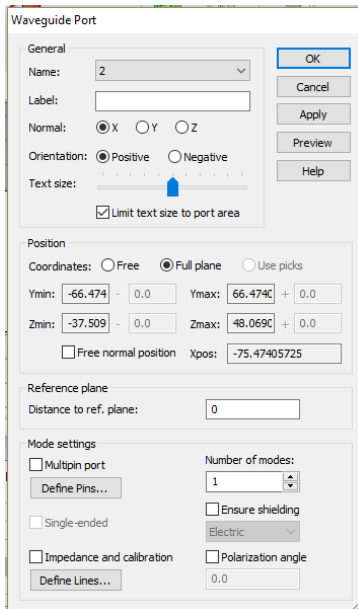 Waveguide Port
General
Name: 2
Label:
Normal: X Y Z
Orientation: Positive Negative
Text size:
Limit text size to port area
OK
Cancel
Apply
Preview
Help
Position
Coordinates: Free Full plane Use picks
Ymin: -66.474 - 0.0 Ymax: 66.4740 + 0.0
Zmin: -37.509 - 0.0 Zmax: 48.0690 + 0.0
Free normal position Xpos: -75.47405725
Reference plane
Distance to ref. plane: 0
Mode settings
Multipin port
Define Pins...
Single-ended
Impedance and calibration
Define Lines...
Number of modes:
1
Ensure shielding
Electric
Polarization angle
0.0